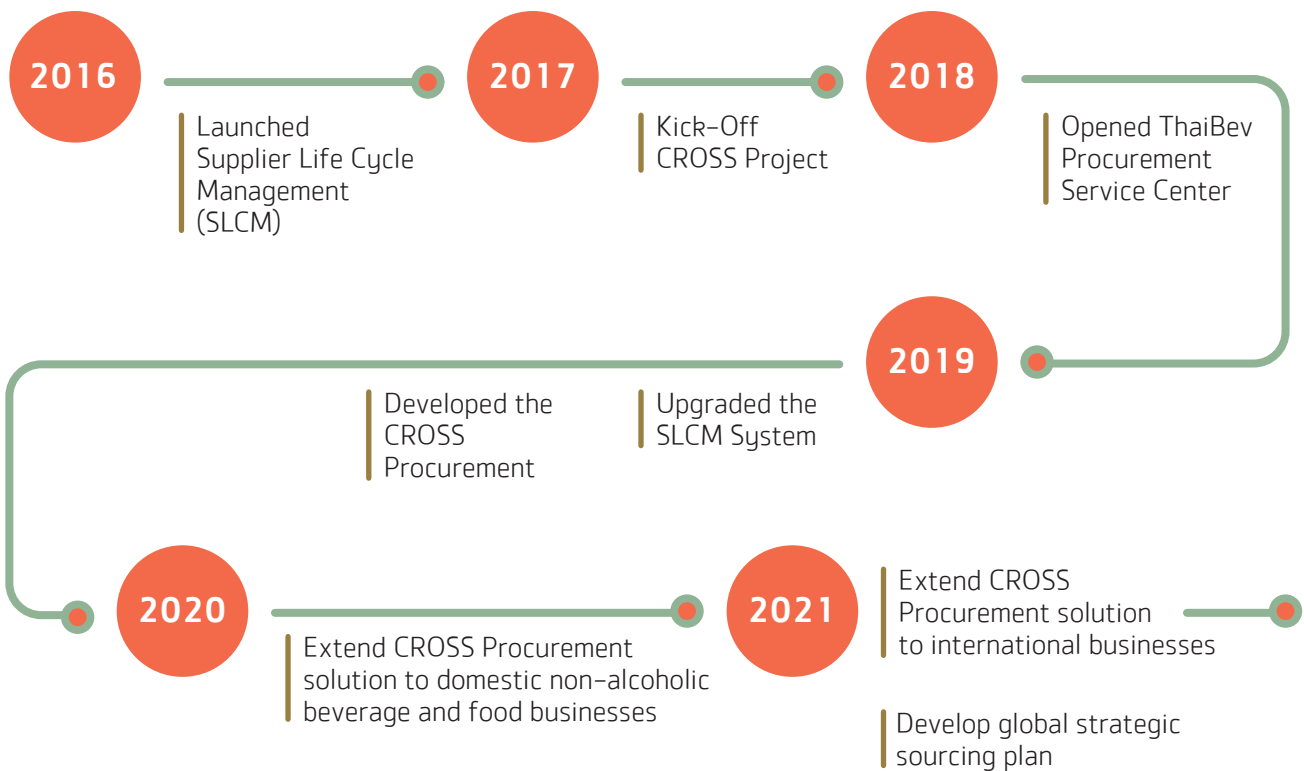 2016
Launched
Supplier Life Cycle
Management
(SLCM)
2017
Kick-Off
CROSS Project
2018
Opened ThaiBev
Procurement
Service Center
2019
Upgraded the
SLCM System
Developed the
CROSS
Procurement
2020
Extend CROSS Procurement
solution to domestic non-alcoholic
beverage and food businesses
2021
Extend CROSS
Procurement solution
to international businesses
Develop global strategic
sourcing plan